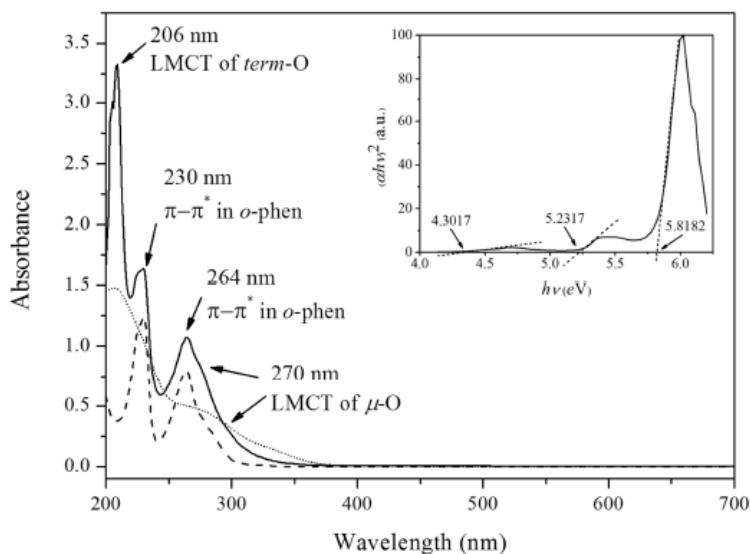 206 nm
LMCT of term-O
230 nm
π−π* in o-phen
264 nm
π−π* in o-phen
270 nm
LMCT of μ-O
Absorbance
3.5
3.0
2.5
2.0
1.5
1.0
0.5
0.0
200 300 400 500 600 700
Wavelength (nm)
(αhν)² (a.u.)
100
80
60
40
20
0
4.3017
5.2317
5.8182
4.0 4.5 5.0 5.5 6.0
hν (eV)